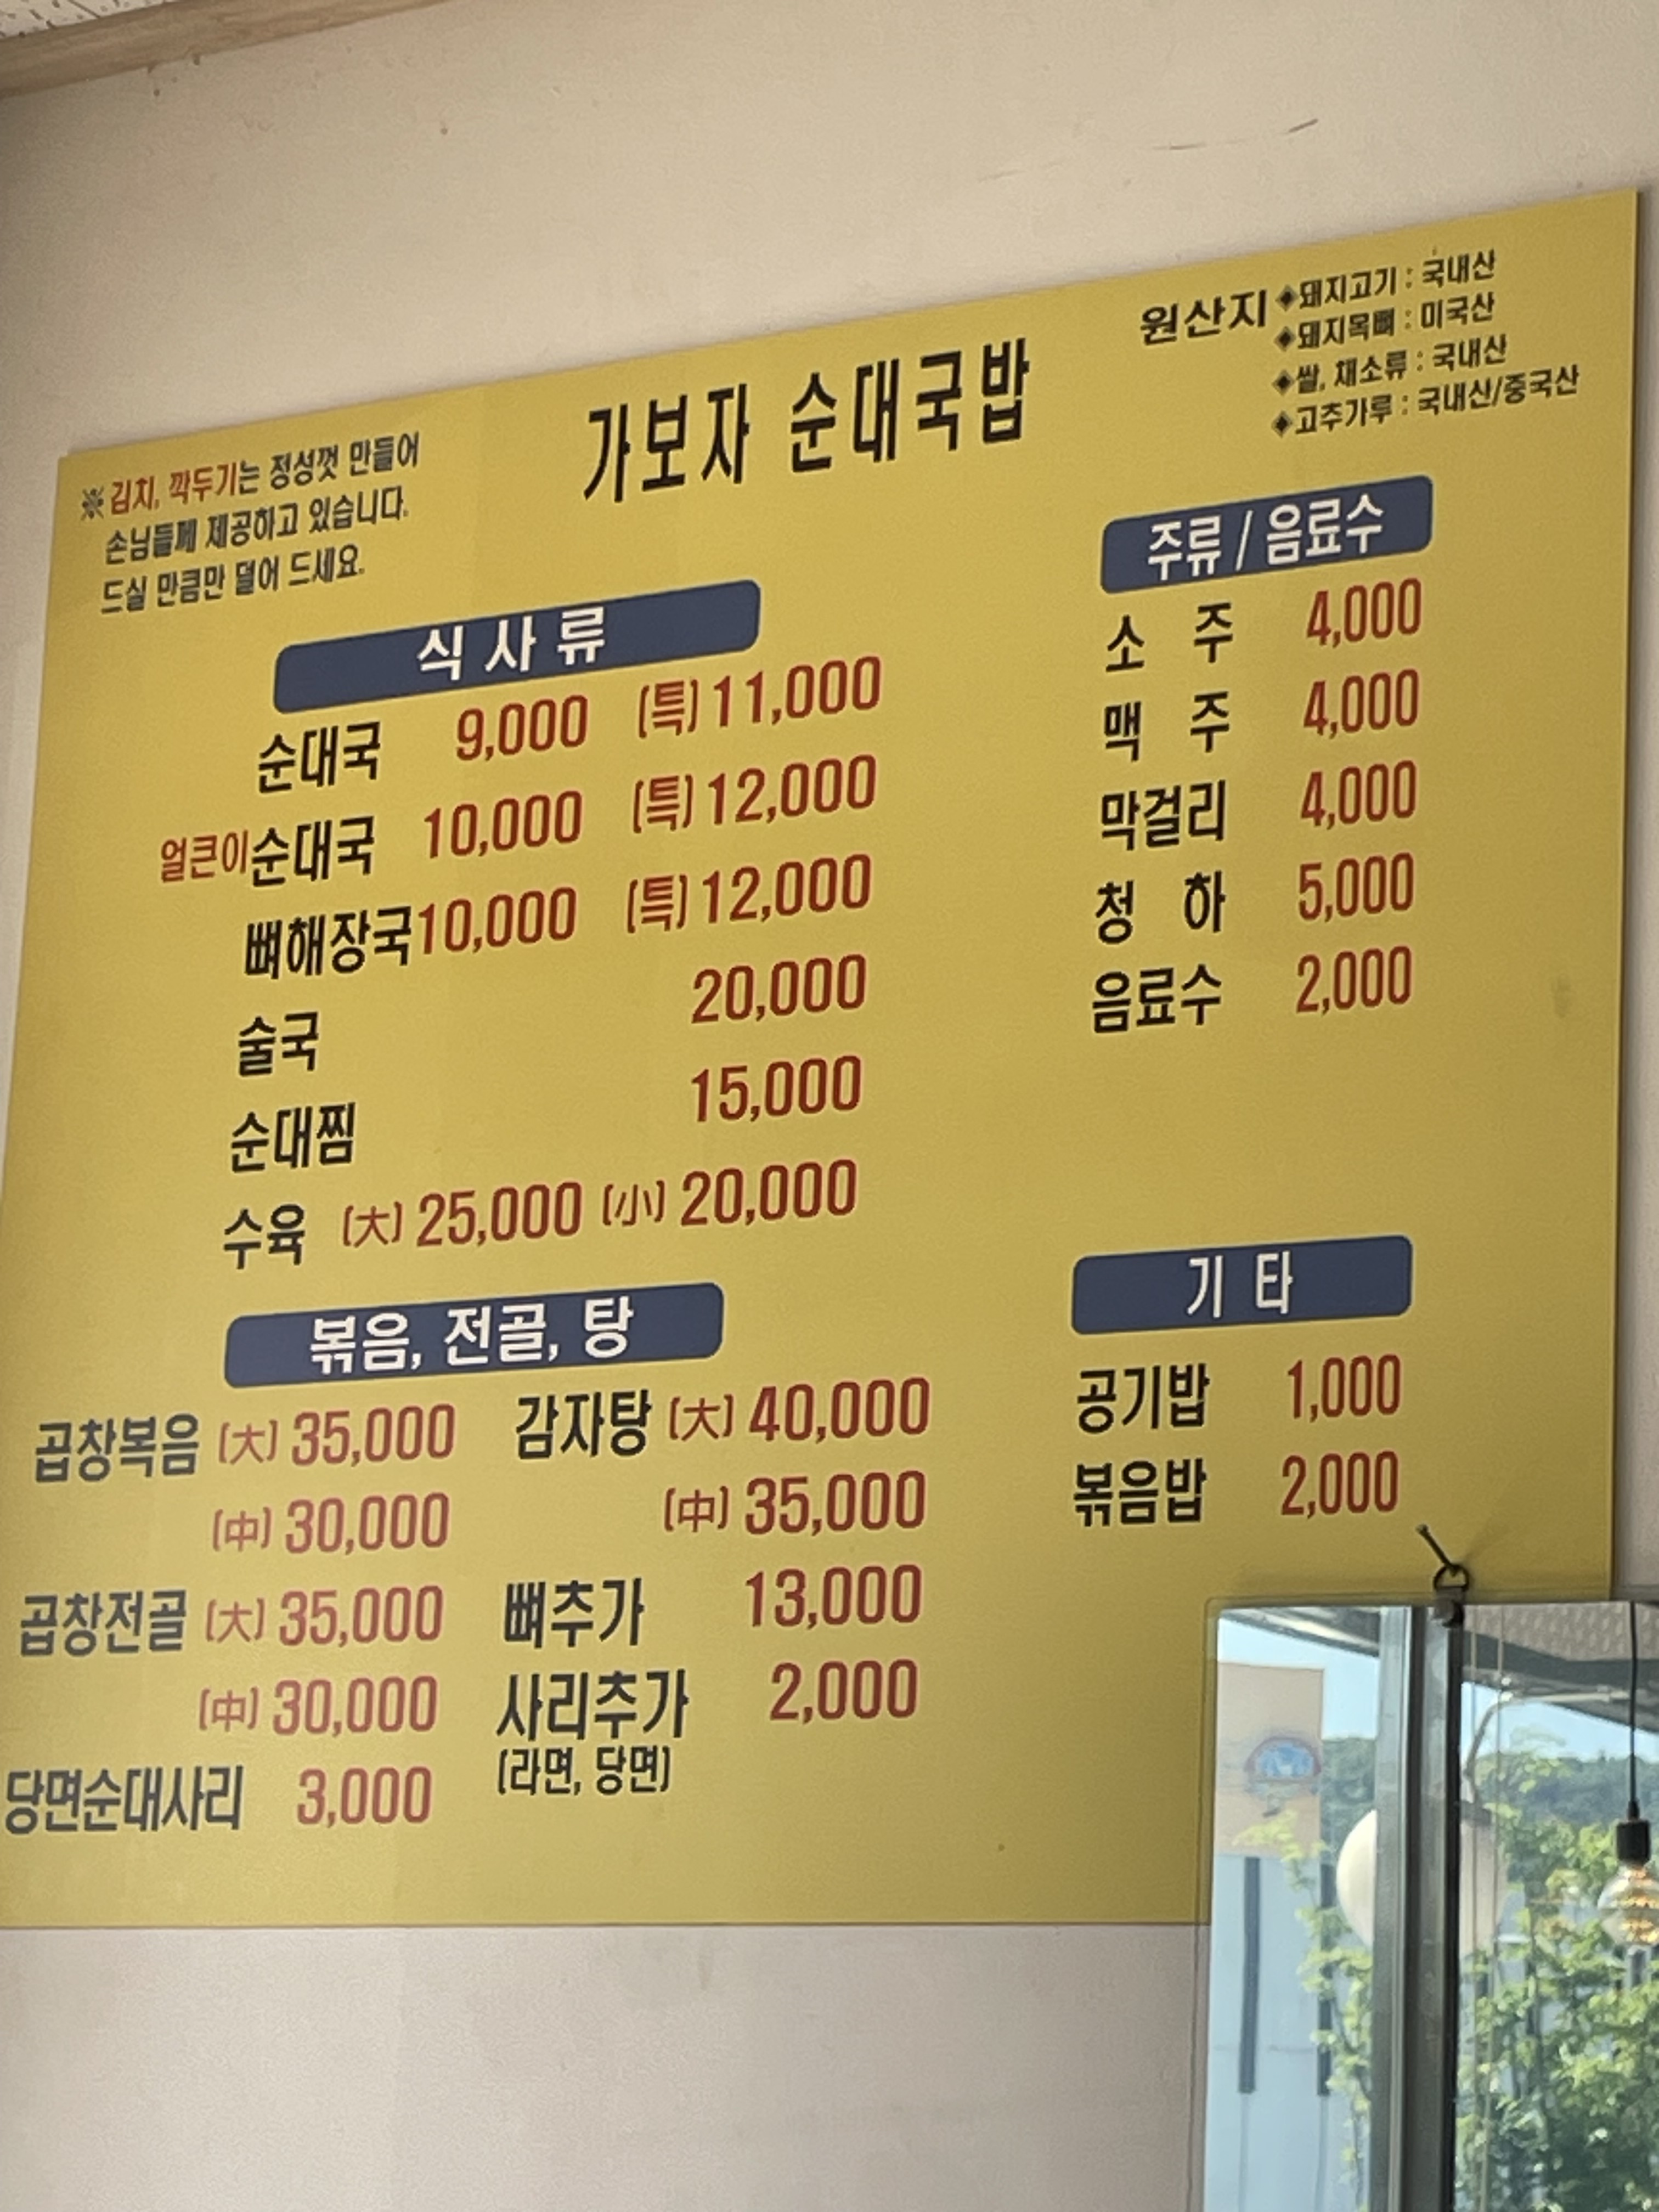 가보자 순대국밥
원산지 ◈돼지고기 : 국내산
◈돼지목뼈 : 미국산
◈쌀, 채소류 : 국내산
◈고추가루 : 국내산/중국산
※ 김치, 깍두기는 정성껏 만들어
손님들께 제공하고 있습니다.
드실 만큼만 덜어 드세요.
식사류
순대국 9,000 (특) 11,000
얼큰이순대국 10,000 (특) 12,000
뼈해장국 10,000 (특) 12,000
술국 20,000
순대찜 15,000
수육 (大) 25,000 (小) 20,000
볶음, 전골, 탕
곱창볶음 (大) 35,000
(中) 30,000
곱창전골 (大) 35,000
(中) 30,000
당면순대사리 3,000
감자탕 (大) 40,000
(中) 35,000
뼈추가 13,000
사리추가 2,000
(라면, 당면)
주류 / 음료수
소주 4,000
맥주 4,000
막걸리 4,000
청하 5,000
음료수 2,000
기타
공기밥 1,000
볶음밥 2,000